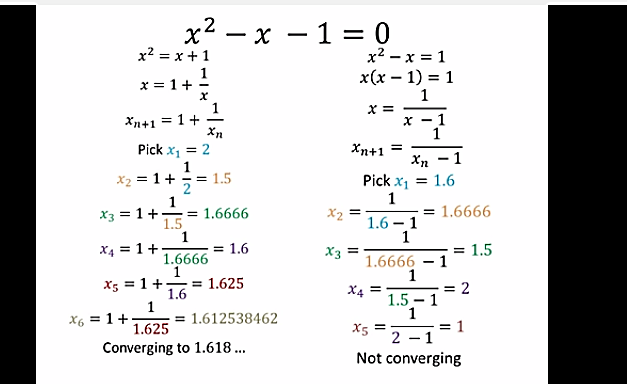 x² − x − 1 = 0
x² = x + 1
x = 1 + 1/x
xₙ₊₁ = 1 + 1/xₙ
Pick x₁ = 2
x₂ = 1 + 1/2 = 1.5
x₃ = 1 + 1/1.5 = 1.6666
x₄ = 1 + 1/1.6666 = 1.6
x₅ = 1 + 1/1.6 = 1.625
x₆ = 1 + 1/1.625 = 1.612538462
Converging to 1.618 ...
x² − x = 1
x(x − 1) = 1
x = 1/(x − 1)
xₙ₊₁ = 1/(xₙ − 1)
Pick x₁ = 1.6
x₂ = 1/(1.6 − 1) = 1.6666
x₃ = 1/(1.6666 − 1) = 1.5
x₄ = 1/(1.5 − 1) = 2
x₅ = 1/(2 − 1) = 1
Not converging